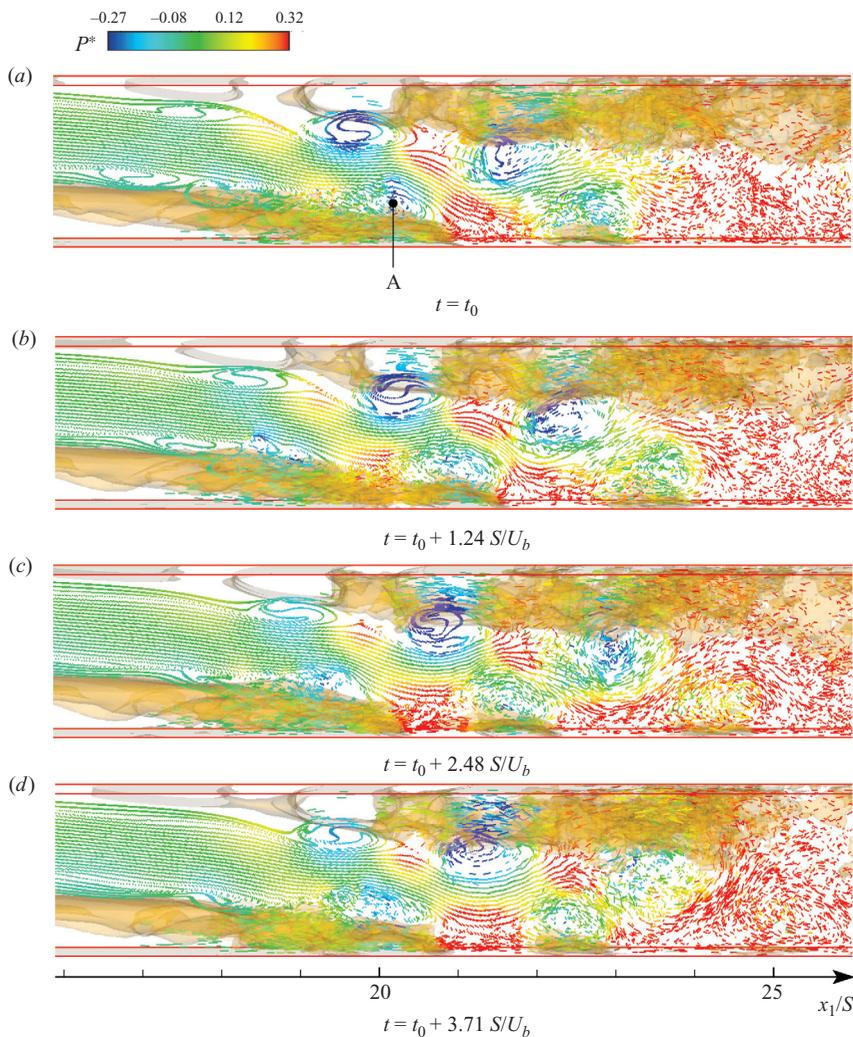 −0.27 −0.08 0.12 0.32
P*
(a)
A
t = t0
(b)
t = t0 + 1.24 S/Ub
(c)
t = t0 + 2.48 S/Ub
(d)
20 25
x1/S
t = t0 + 3.71 S/Ub